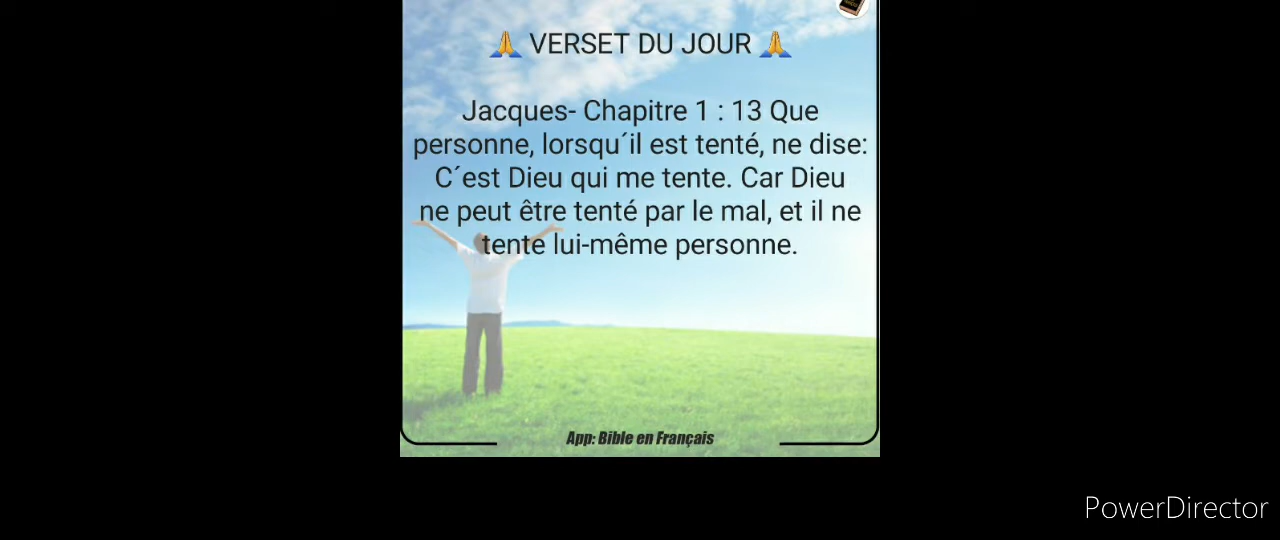 🙏 VERSET DU JOUR 🙏
Jacques- Chapitre 1 : 13 Que
personne, lorsqu´il est tenté, ne dise:
C´est Dieu qui me tente. Car Dieu
ne peut être tenté par le mal, et il ne
tente lui-même personne.
App: Bible en Français
PowerDirector